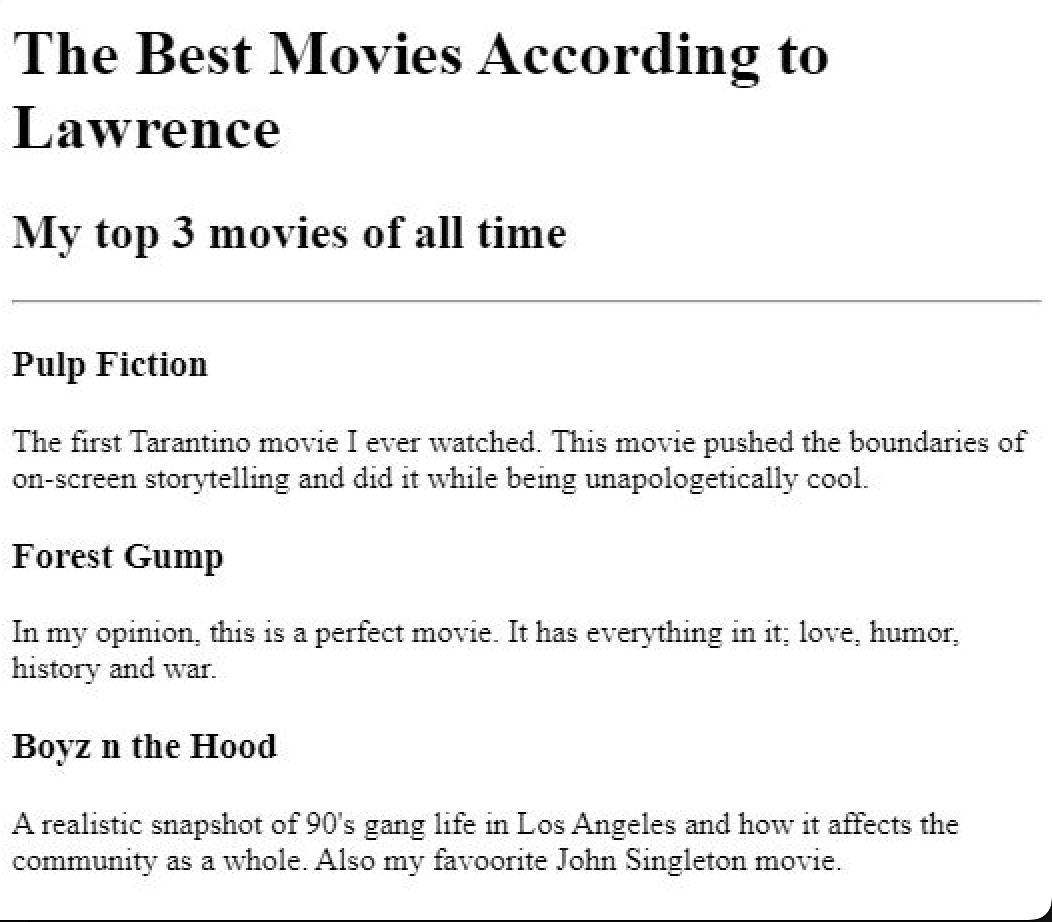 The Best Movies According to
Lawrence
My top 3 movies of all time
Pulp Fiction
The first Tarantino movie I ever watched. This movie pushed the boundaries of
on-screen storytelling and did it while being unapologetically cool.
Forest Gump
In my opinion, this is a perfect movie. It has everything in it; love, humor,
history and war.
Boyz n the Hood
A realistic snapshot of 90's gang life in Los Angeles and how it affects the
community as a whole. Also my favoorite John Singleton movie.